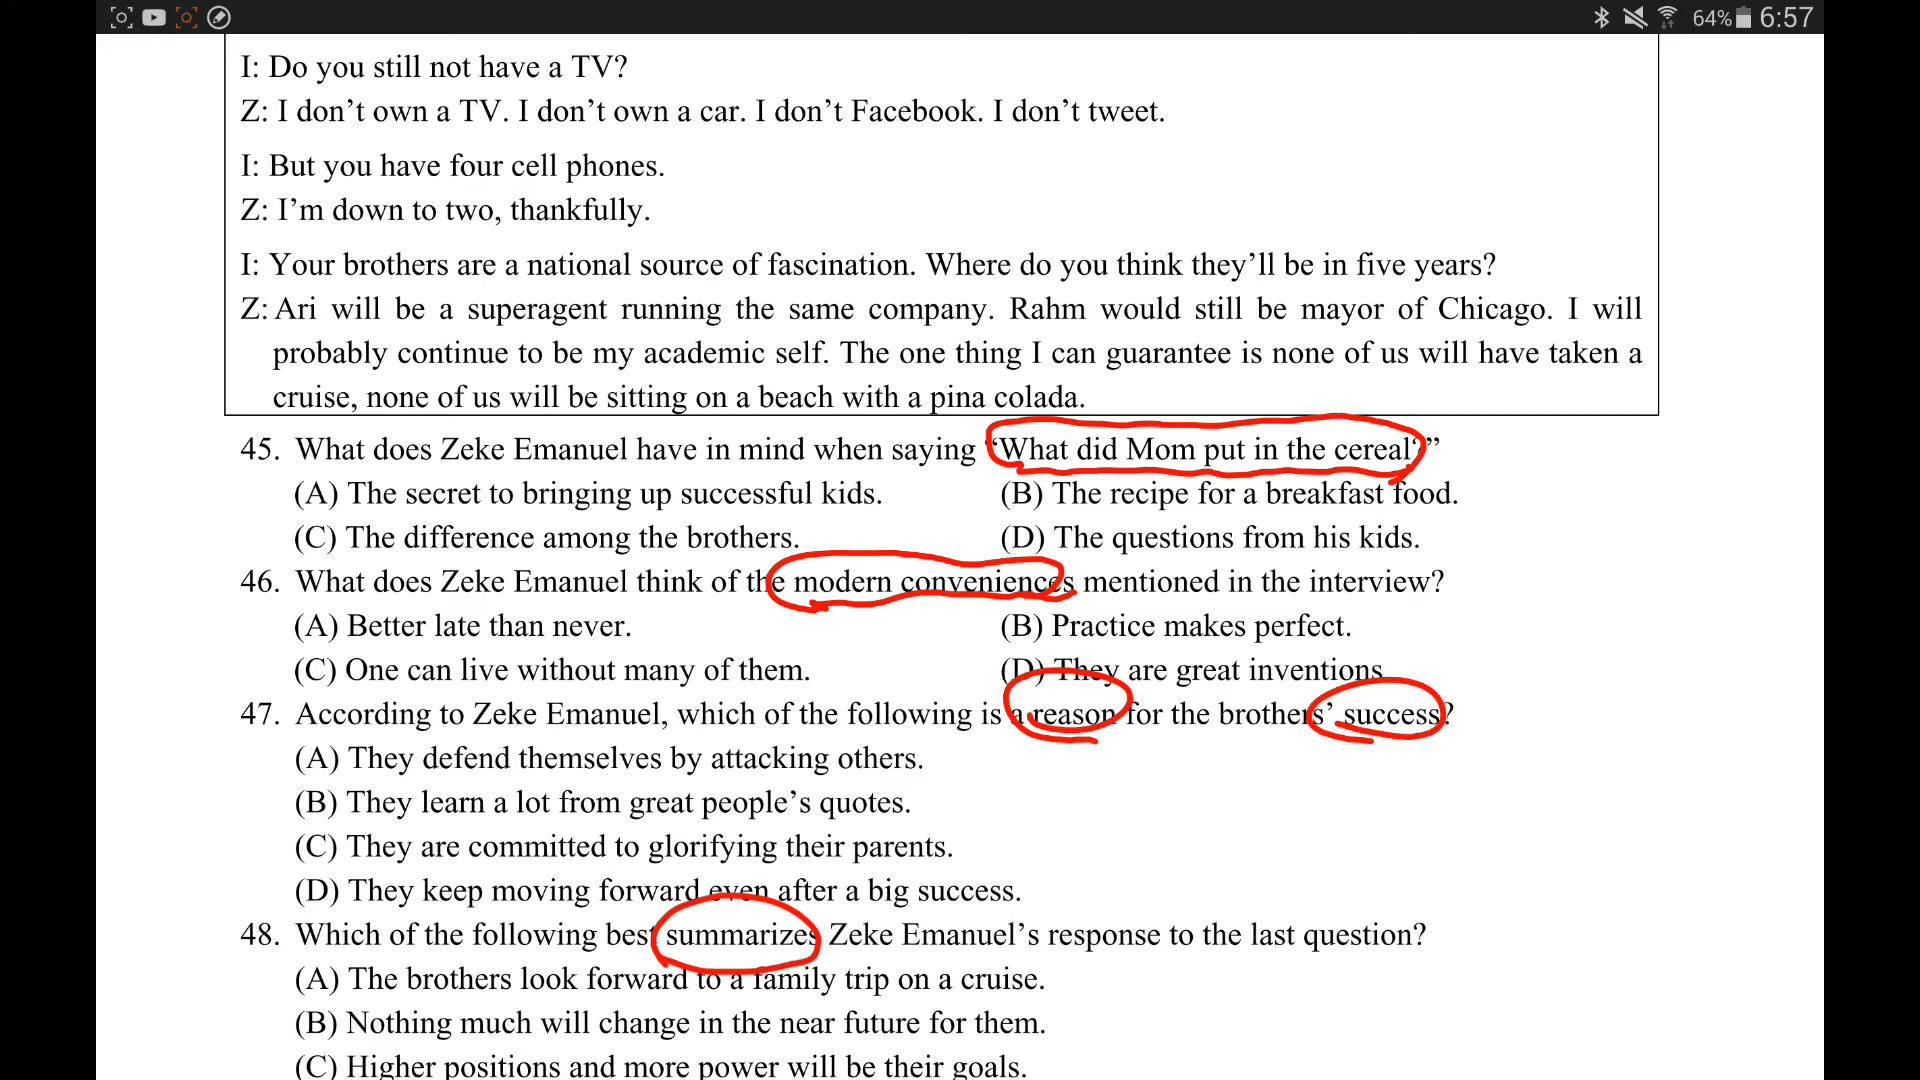 64% 6:57
I: Do you still not have a TV?
Z: I don’t own a TV. I don’t own a car. I don’t Facebook. I don’t tweet.
I: But you have four cell phones.
Z: I’m down to two, thankfully.
I: Your brothers are a national source of fascination. Where do you think they’ll be in five years?
Z: Ari will be a superagent running the same company. Rahm would still be mayor of Chicago. I will
probably continue to be my academic self. The one thing I can guarantee is none of us will have taken a
cruise, none of us will be sitting on a beach with a pina colada.
45. What does Zeke Emanuel have in mind when saying “What did Mom put in the cereal?”
(A) The secret to bringing up successful kids. (B) The recipe for a breakfast food.
(C) The difference among the brothers. (D) The questions from his kids.
46. What does Zeke Emanuel think of the modern conveniences mentioned in the interview?
(A) Better late than never. (B) Practice makes perfect.
(C) One can live without many of them. (D) They are great inventions.
47. According to Zeke Emanuel, which of the following is a reason for the brothers’ success?
(A) They defend themselves by attacking others.
(B) They learn a lot from great people’s quotes.
(C) They are committed to glorifying their parents.
(D) They keep moving forward even after a big success.
48. Which of the following best summarizes Zeke Emanuel’s response to the last question?
(A) The brothers look forward to a family trip on a cruise.
(B) Nothing much will change in the near future for them.
(C) Higher positions and more power will be their goals.